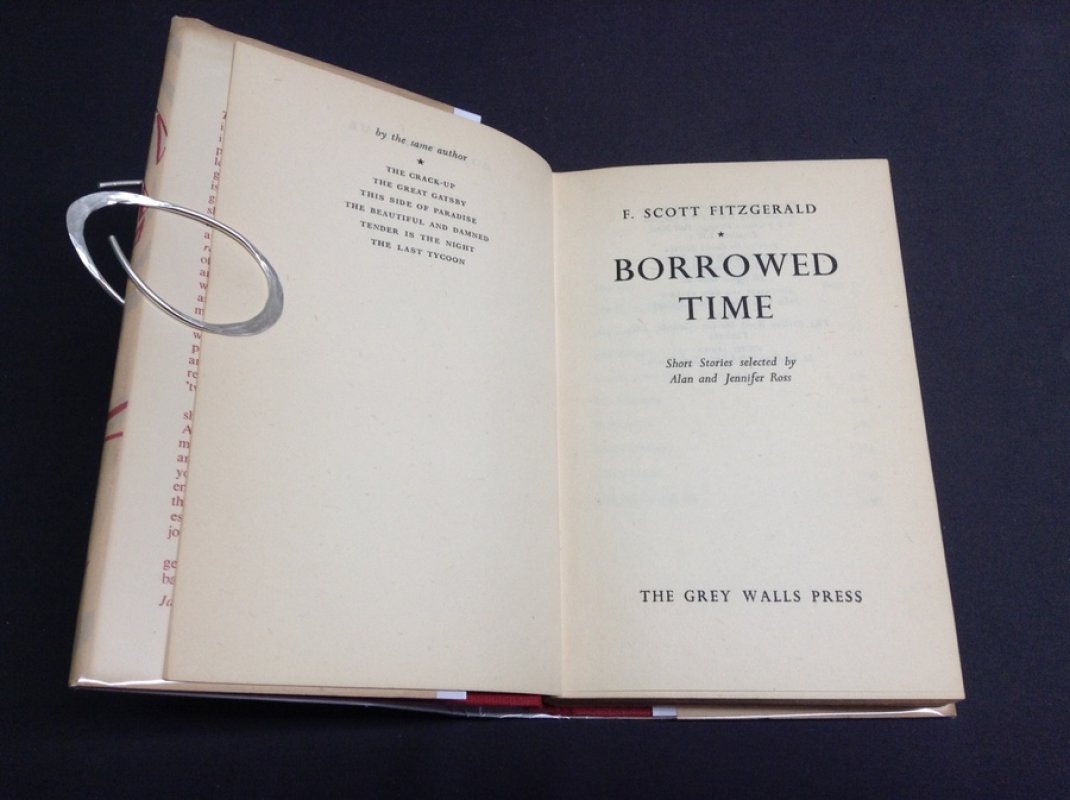 by the same author
★
THE CRACK-UP
THE GREAT GATSBY
THIS SIDE OF PARADISE
THE BEAUTIFUL AND DAMNED
TENDER IS THE NIGHT
THE LAST TYCOON
F. SCOTT FITZGERALD
★
BORROWED
TIME
Short Stories selected by
Alan and Jennifer Ross
THE GREY WALLS PRESS